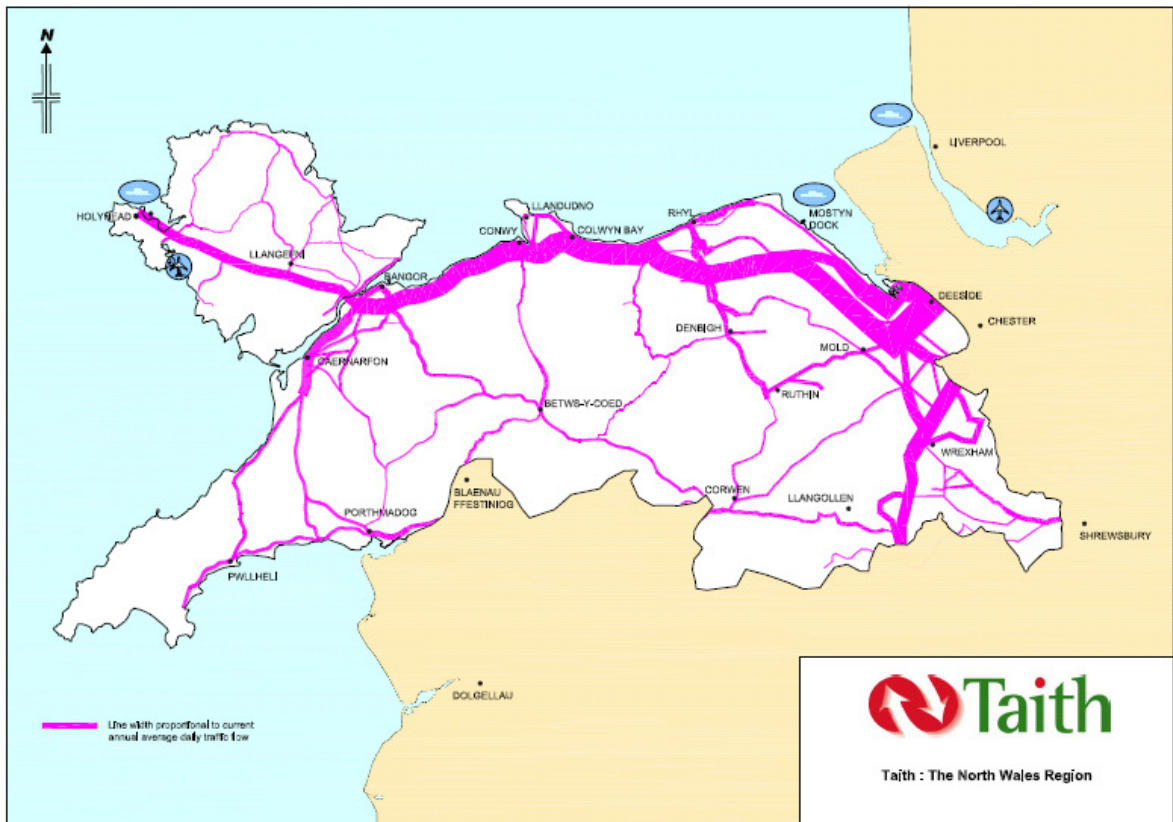 N
LIVERPOOL
HOLYHEAD
LLANDUDNO
RHYL
MOSTYN
DOCK
CONWY
COLWYN BAY
LLANGEFNI
BANGOR
DEESIDE
CHESTER
DENBIGH
MOLD
CAERNARFON
RUTHIN
BETWS-Y-COED
WREXHAM
BLAENAU
FFESTINIOG
CORWEN
LLANGOLLEN
PORTHMADOG
SHREWSBURY
PWLLHELI
DOLGELLAU
Line width proportional to current
annual average daily traffic flow
Taith
Taith : The North Wales Region